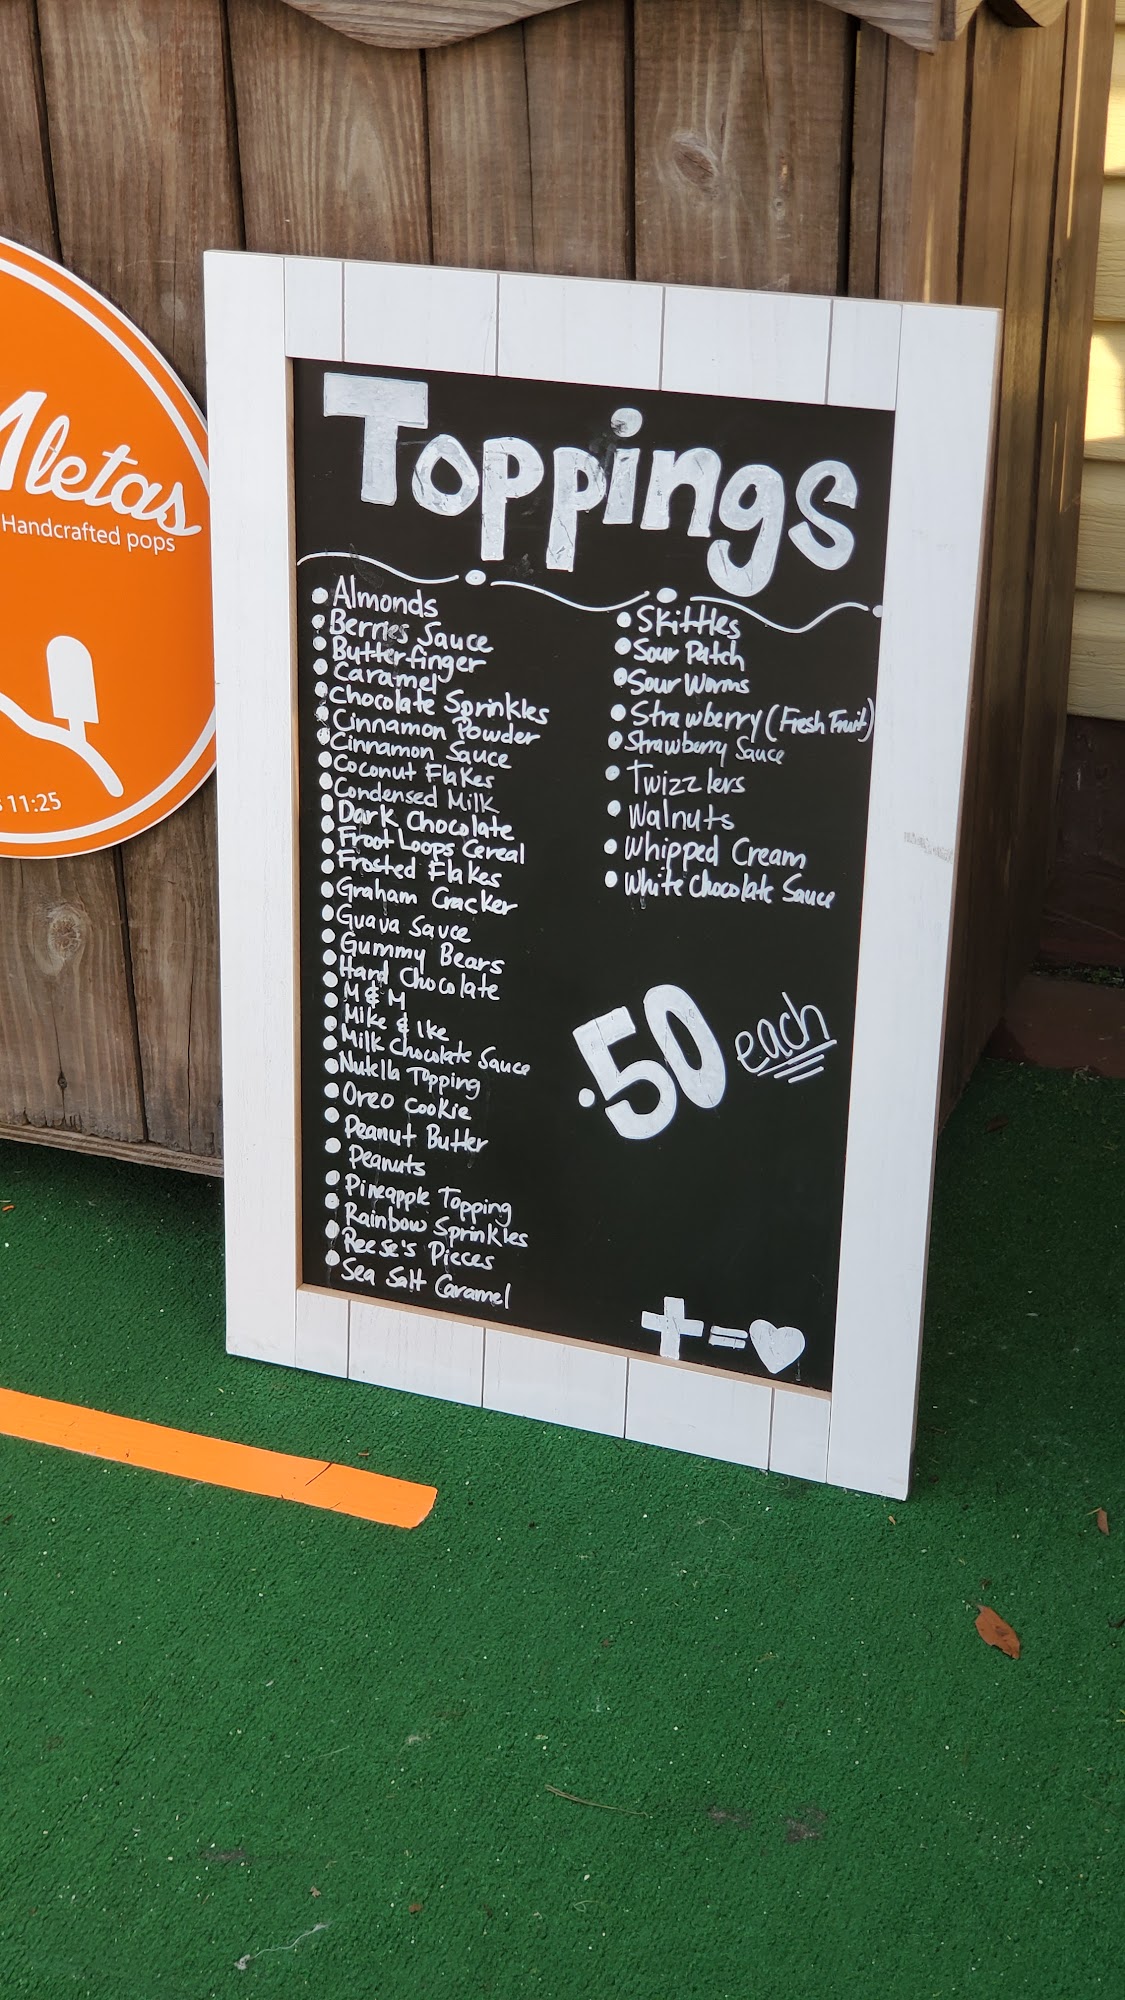 Aletas
Handcrafted pops
11:25
Toppings
Almonds
Berries Sauce
Butterfinger
Caramel
Chocolate Sprinkles
Cinnamon Powder
Cinnamon Sauce
Coconut Flakes
Condensed Milk
Dark Chocolate
Froot Loops Cereal
Frosted Flakes
Graham Cracker
Guava Sauce
Gummy Bears
Hard Chocolate
M & M
Mike & Ike
Milk Chocolate Sauce
Nutella Topping
Oreo Cookie
Peanut Butter
Peanuts
Pineapple Topping
Rainbow Sprinkles
Reese's Pieces
Sea Salt Caramel
Skittles
Sour Patch
Sour Worms
Strawberry (Fresh Fruit)
Strawberry Sauce
Twizzlers
Walnuts
Whipped Cream
White Chocolate Sauce
.50 each
+ = ♥